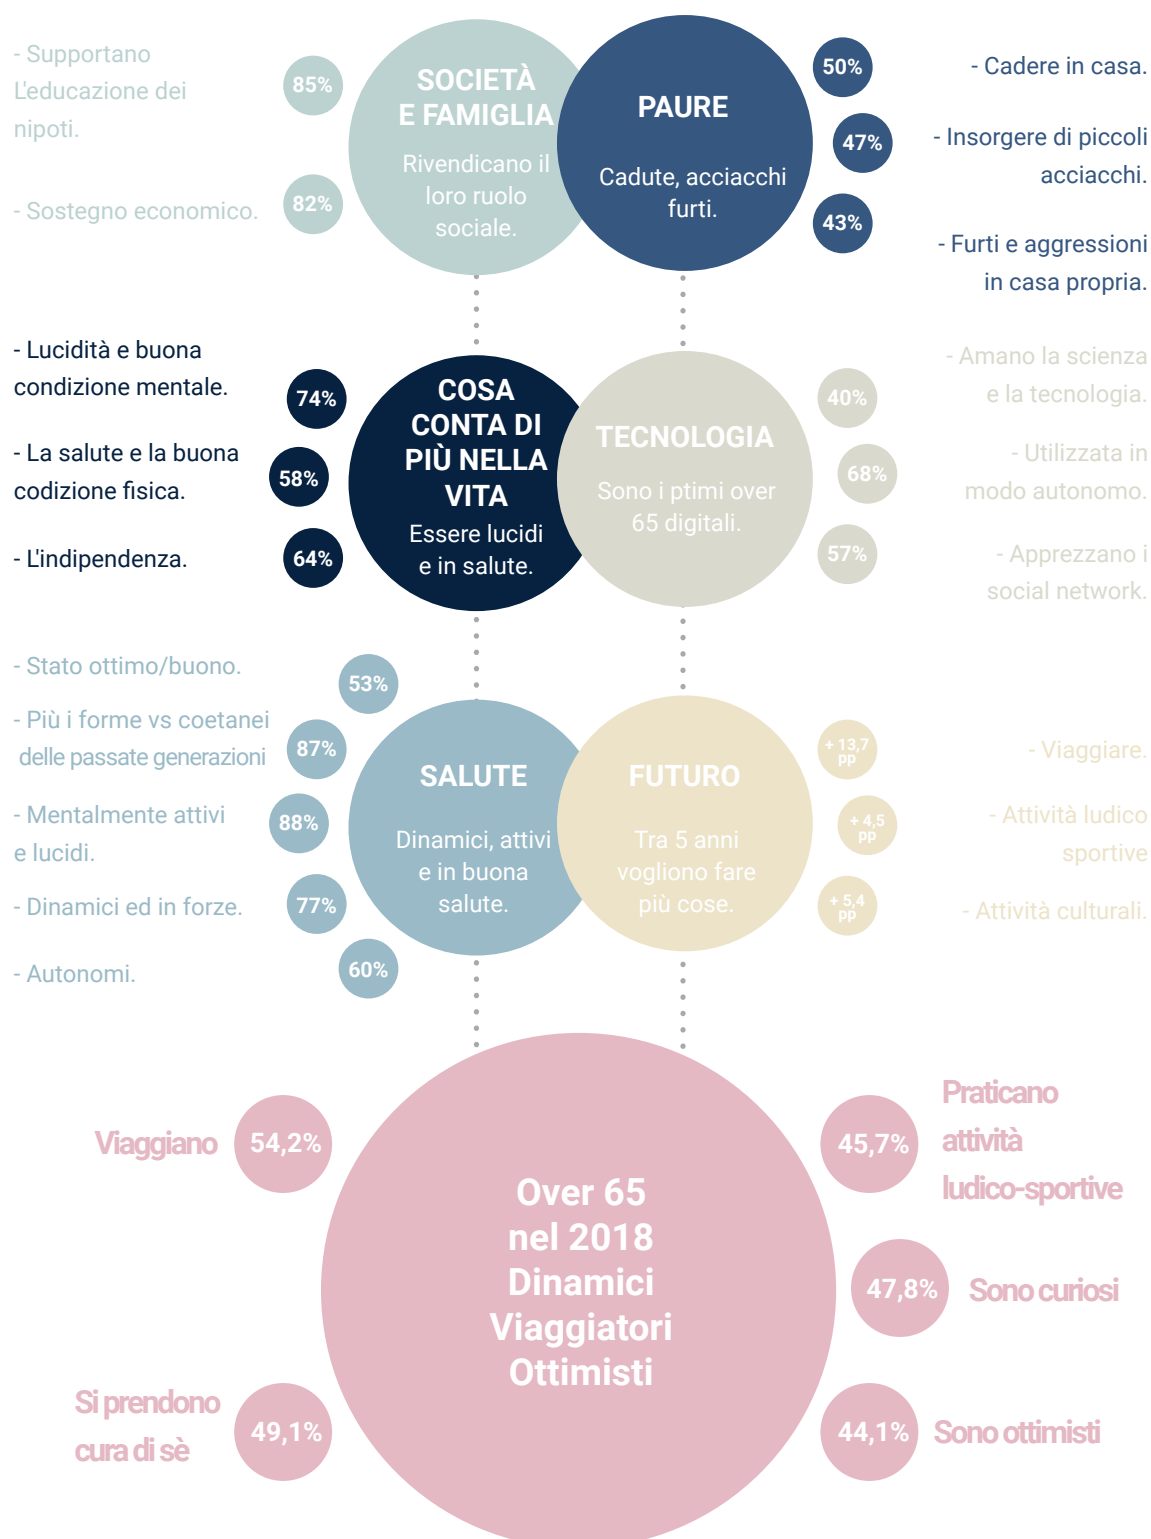 - Supportano
L'educazione dei
nipoti.
85%
- Sostegno economico.
82%
SOCIETÀ
E FAMIGLIA
Rivendicano il
loro ruolo
sociale.
PAURE
Cadute, acciacchi
furti.
50%
- Cadere in casa.
47%
- Insorgere di piccoli
acciacchi.
43%
- Furti e aggressioni
in casa propria.
- Lucidità e buona
condizione mentale.
74%
- La salute e la buona
codizione fisica.
58%
- L'indipendenza.
64%
COSA
CONTA DI
PIÙ NELLA
VITA
Essere lucidi
e in salute.
TECNOLOGIA
Sono i ptimi over
65 digitali.
40%
- Amano la scienza
e la tecnologia.
68%
- Utilizzata in
modo autonomo.
57%
- Apprezzano i
social network.
- Stato ottimo/buono.
53%
- Più i forme vs coetanei
delle passate generazioni
87%
- Mentalmente attivi
e lucidi.
88%
- Dinamici ed in forze.
77%
- Autonomi.
60%
SALUTE
Dinamici, attivi
e in buona
salute.
FUTURO
Tra 5 anni
vogliono fare
più cose.
+ 13,7
pp
- Viaggiare.
+ 4,5
pp
- Attività ludico
sportive
+ 5,4
pp
- Attività culturali.
Viaggiano
54,2%
Si prendono
cura di sè
49,1%
Over 65
nel 2018
Dinamici
Viaggiatori
Ottimisti
45,7%
Praticano
attività
ludico-sportive
47,8%
Sono curiosi
44,1%
Sono ottimisti